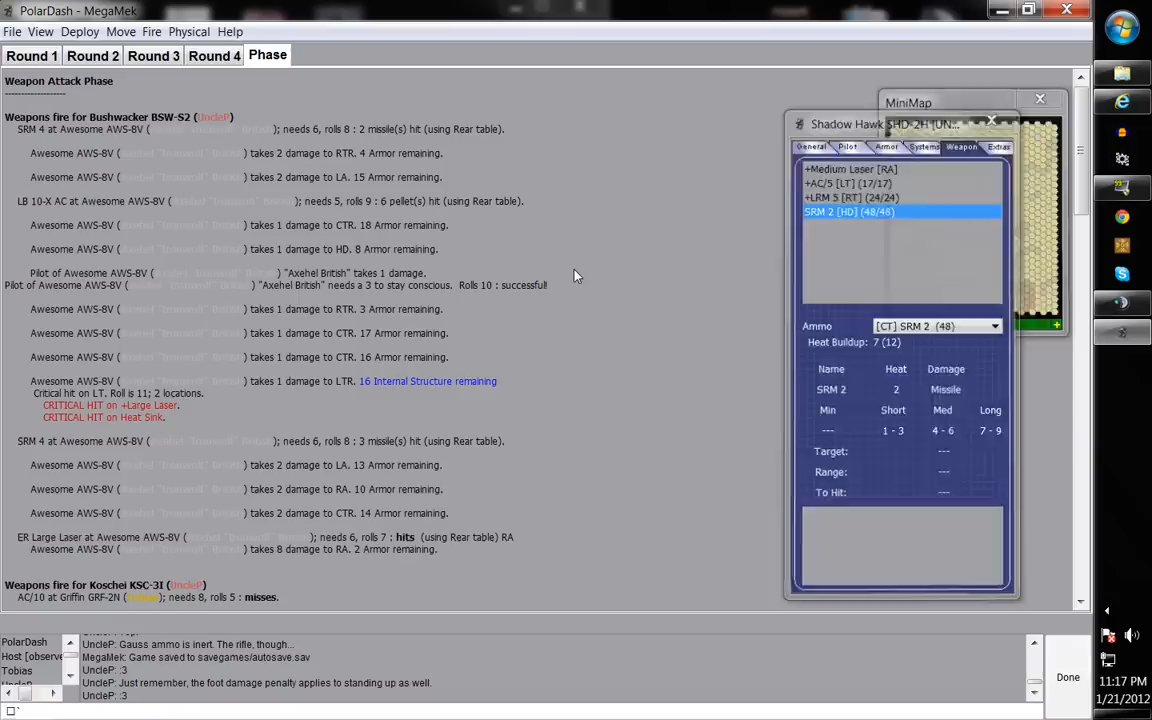 PolarDash - MegaMek
File View Deploy Move Fire Physical Help
Round 1 Round 2 Round 3 Round 4 Phase
Weapon Attack Phase
--------------------
Weapons fire for Bushwacker BSW-S2 (UncleP)
SRM 4 at Awesome AWS-8V ( ); needs 6, rolls 8 : 2 missile(s) hit (using Rear table).
Awesome AWS-8V ( ) takes 2 damage to RTR. 4 Armor remaining.
Awesome AWS-8V ( ) takes 2 damage to LA. 15 Armor remaining.
LB 10-X AC at Awesome AWS-8V ( ); needs 5, rolls 9 : 6 pellet(s) hit (using Rear table).
Awesome AWS-8V ( ) takes 1 damage to CTR. 18 Armor remaining.
Awesome AWS-8V ( ) takes 1 damage to HD. 8 Armor remaining.
Pilot of Awesome AWS-8V ( ) "Axehel British" takes 1 damage.
Pilot of Awesome AWS-8V ( ) "Axehel British" needs a 3 to stay conscious. Rolls 10 : successful!
Awesome AWS-8V ( ) takes 1 damage to RTR. 3 Armor remaining.
Awesome AWS-8V ( ) takes 1 damage to CTR. 17 Armor remaining.
Awesome AWS-8V ( ) takes 1 damage to CTR. 16 Armor remaining.
Awesome AWS-8V ( ) takes 1 damage to LTR. 16 Internal Structure remaining
Critical hit on LT. Roll is 11; 2 locations.
CRITICAL HIT on +Large Laser.
CRITICAL HIT on Heat Sink.
SRM 4 at Awesome AWS-8V ( ); needs 6, rolls 8 : 3 missile(s) hit (using Rear table).
Awesome AWS-8V ( ) takes 2 damage to LA. 13 Armor remaining.
Awesome AWS-8V ( ) takes 2 damage to RA. 10 Armor remaining.
Awesome AWS-8V ( ) takes 2 damage to CTR. 14 Armor remaining.
ER Large Laser at Awesome AWS-8V ( ); needs 6, rolls 7 : hits (using Rear table) RA
Awesome AWS-8V ( ) takes 8 damage to RA. 2 Armor remaining.
Weapons fire for Koschei KSC-3I (UncleP)
AC/10 at Griffin GRF-2N ( ); needs 8, rolls 5 : misses.
MiniMap
Shadow Hawk SHD-2H [UN...
General Pilot Armor Systems Weapon Extras
+Medium Laser [RA]
+AC/5 [LT] (17/17)
+LRM 5 [RT] (24/24)
SRM 2 [HD] (48/48)
Ammo [CT] SRM 2 (48)
Heat Buildup: 7 (12)
Name Heat Damage
SRM 2 2 Missile
Min Short Med Long
--- 1 - 3 4 - 6 7 - 9
Target: ---
Range: ---
To Hit: ---
PolarDash
Host [observe
Tobias
UncleP: Gauss ammo is inert. The rifle, though...
MegaMek: Game saved to savegames/autosave.sav
UncleP: :3
UncleP: Just remember, the foot damage penalty applies to standing up as well.
UncleP: :3
Done
11:17 PM
1/21/2012